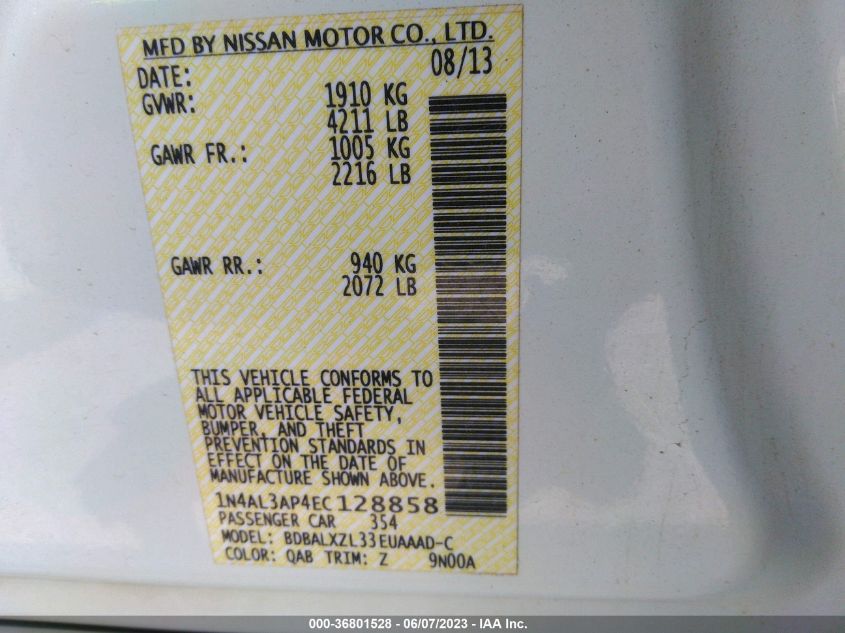 MFD BY NISSAN MOTOR CO., LTD.
DATE: 08/13
GVWR: 1910 KG
4211 LB
GAWR FR.: 1005 KG
2216 LB
GAWR RR.: 940 KG
2072 LB
THIS VEHICLE CONFORMS TO
ALL APPLICABLE FEDERAL
MOTOR VEHICLE SAFETY,
BUMPER, AND THEFT
PREVENTION STANDARDS IN
EFFECT ON THE DATE OF
MANUFACTURE SHOWN ABOVE.
1N4AL3AP4EC128858
PASSENGER CAR 354
MODEL: BDBALXZL33EUAAAD-C
COLOR: QAB TRIM: Z 9N00A
000-36801528 - 06/07/2023 - IAA Inc.